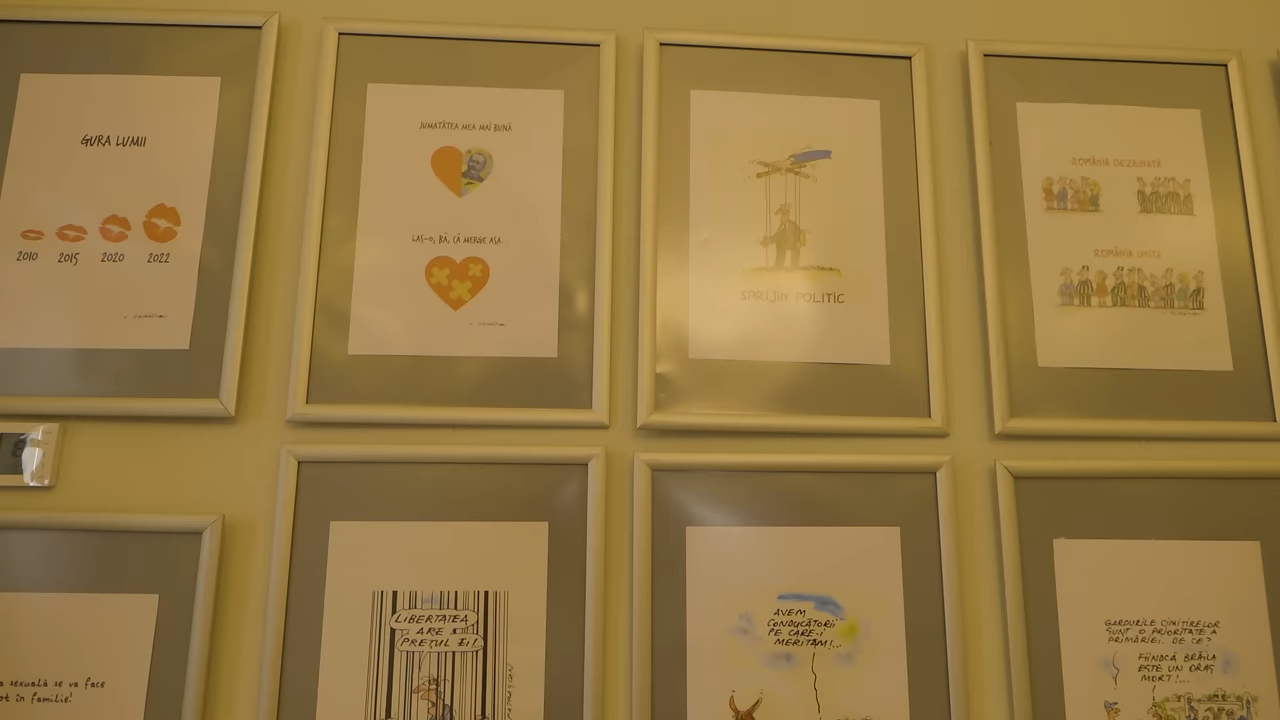 GURA LUMII
2010 2015 2020 2022
JUMATATEA MEA MAI BUNĂ
LAS-O, BĂ, CĂ MERGE AȘA...
SPRIJIN POLITIC
ROMÂNIA DEZBINATĂ
ROMÂNIA UNITĂ
sexuală se va face
în familie!
LIBERTATEA
ARE
PREȚUL EI!
AVEM
CONDUCĂTORII
PE CARE-I
MERITĂM!..
GARDURILE CIMITIRELOR
SUNT O PRIORITATE A
PRIMĂRIEI. DE CE?
FIINDCĂ BRĂILA
ESTE UN ORAȘ
MORT!...